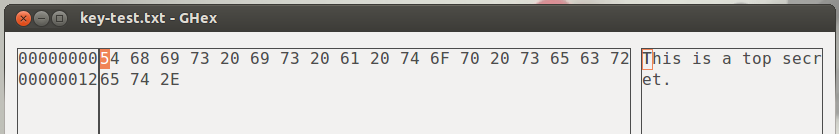 key-test.txt - GHex
00000000 54 68 69 73 20 69 73 20 61 20 74 6F 70 20 73 65 63 72 This is a top secr
00000012 65 74 2E et.